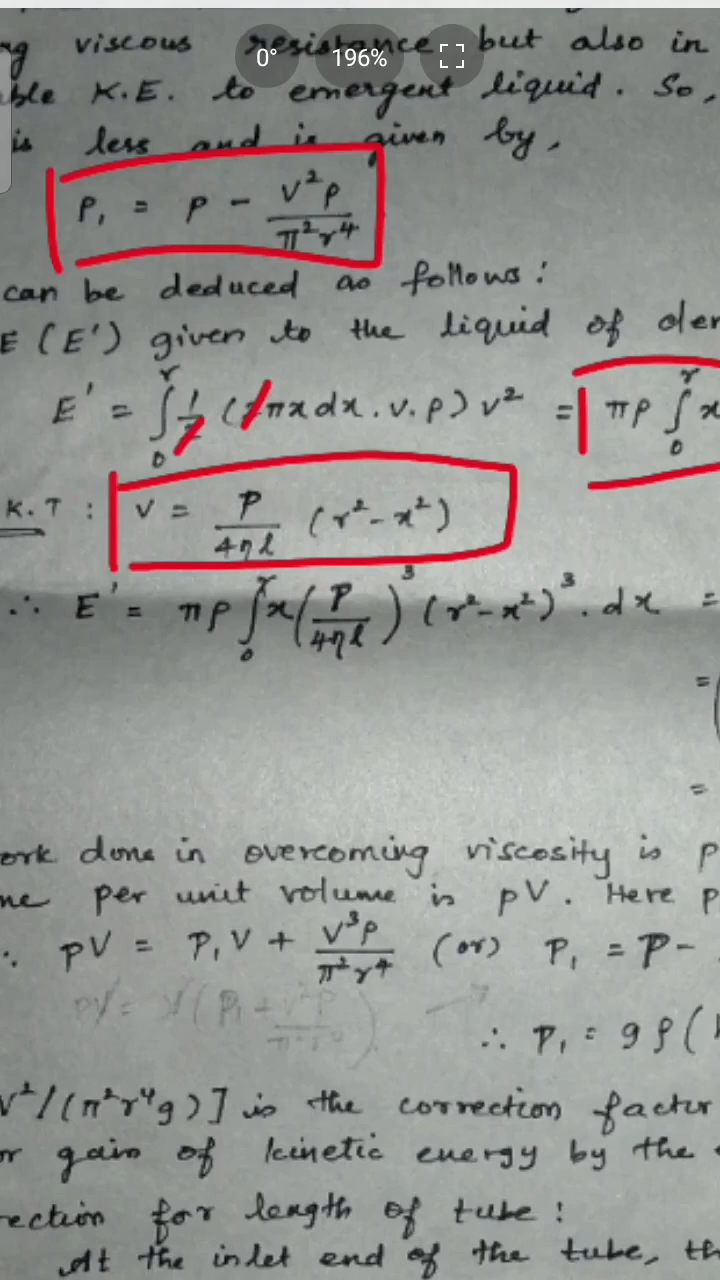 viscous resistance but also in
0° 196%
K.E. to emergent liquid. So,
is less and is given by,
P₁ = P - V²ρ/π²r⁴
can be deduced as follows:
E (E') given to the liquid of
E' = ∫₀ʳ ½ (2πx dx . v. ρ) v² = πρ ∫₀ʳ x
K.T : V = P/4ηl (r² - x²)
∴ E' = πρ ∫₀ʳ x (P/4ηl)³ (r² - x²)³ . dx =
=
=
done in overcoming viscosity is p
per unit volume is pV. Here p
∴ pV = P₁V + V³ρ/π²r⁴ (or) P₁ = P -
∴ P₁ = gρ(
V²/(π²r⁴g)] is the correction factor
gain of kinetic energy by the
for length of tube :
At the inlet end of the tube, th